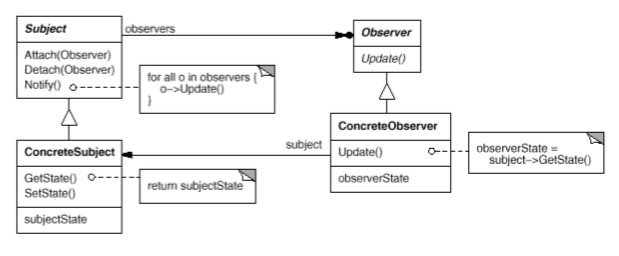 Subject
observers
Observer
Attach(Observer)
Detach(Observer)
Notify()
Update()
for all o in observers {
o–>Update()
}
ConcreteSubject
subject
ConcreteObserver
GetState()
SetState()
Update()
observerState =
subject–>GetState()
return subjectState
observerState
subjectState